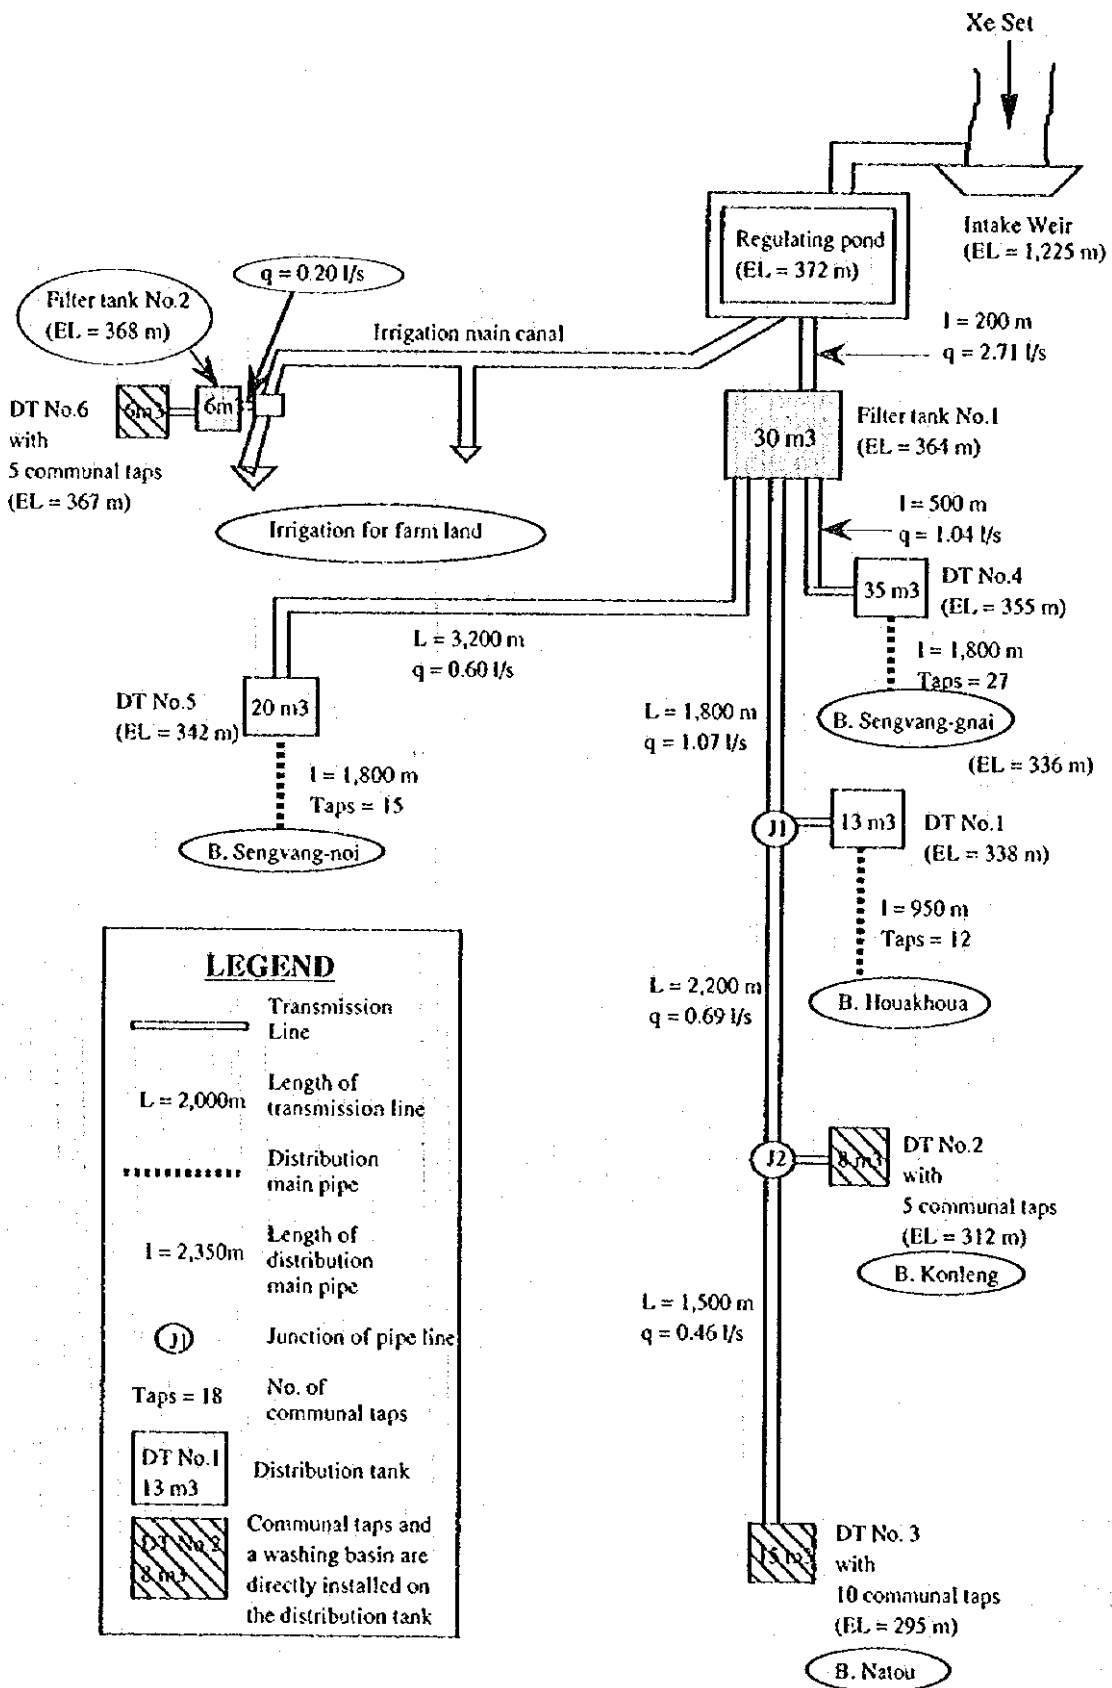 Xe Set
Intake Weir
(EL = 1,225 m)
Regulating pond
(EL = 372 m)
l = 200 m
q = 2.71 l/s
q = 0.20 l/s
Filter tank No.2
(EL = 368 m)
Irrigation main canal
DT No.6
with
5 communal taps
(EL = 367 m)
6m3
6m3
Irrigation for farm land
30 m3
Filter tank No.1
(EL = 364 m)
l = 500 m
q = 1.04 l/s
35 m3
DT No.4
(EL = 355 m)
l = 1,800 m
Taps = 27
B. Sengvang-gnai
(EL = 336 m)
L = 3,200 m
q = 0.60 l/s
DT No.5
(EL = 342 m)
20 m3
l = 1,800 m
Taps = 15
B. Sengvang-noi
L = 1,800 m
q = 1.07 l/s
J1
13 m3
DT No.1
(EL = 338 m)
l = 950 m
Taps = 12
B. Houakhoua
L = 2,200 m
q = 0.69 l/s
J2
8 m3
DT No.2
with
5 communal taps
(EL = 312 m)
B. Konleng
L = 1,500 m
q = 0.46 l/s
15 m3
DT No. 3
with
10 communal taps
(EL = 295 m)
B. Natou
LEGEND
Transmission
Line
L = 2,000m
Length of
transmission line
Distribution
main pipe
l = 2,350m
Length of
distribution
main pipe
J1
Junction of pipe line
Taps = 18
No. of
communal taps
DT No.1
13 m3
Distribution tank
DT No.2
8 m3
Communal taps and
a washing basin are
directly installed on
the distribution tank